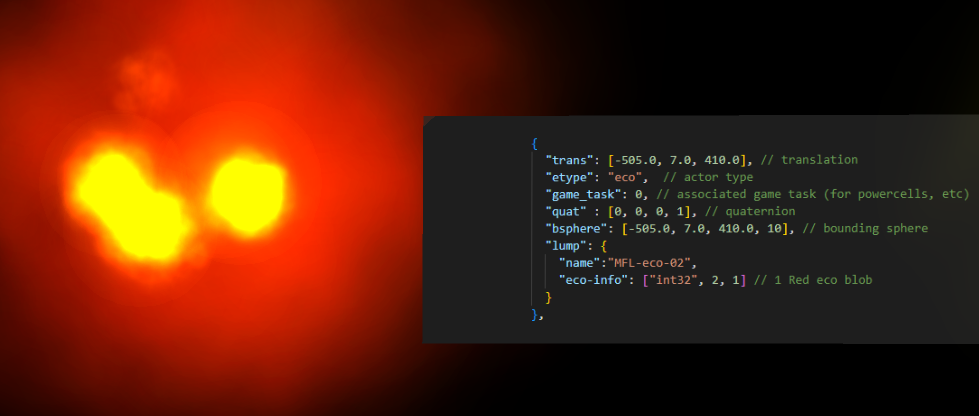 {
"trans": [-505.0, 7.0, 410.0], // translation
"etype": "eco",  // actor type
"game_task": 0, // associated game task (for powercells, etc)
"quat" : [0, 0, 0, 1], // quaternion
"bsphere": [-505.0, 7.0, 410.0, 10], // bounding sphere
"lump": {
"name":"MFL-eco-02",
"eco-info": ["int32", 2, 1] // 1 Red eco blob
}
},